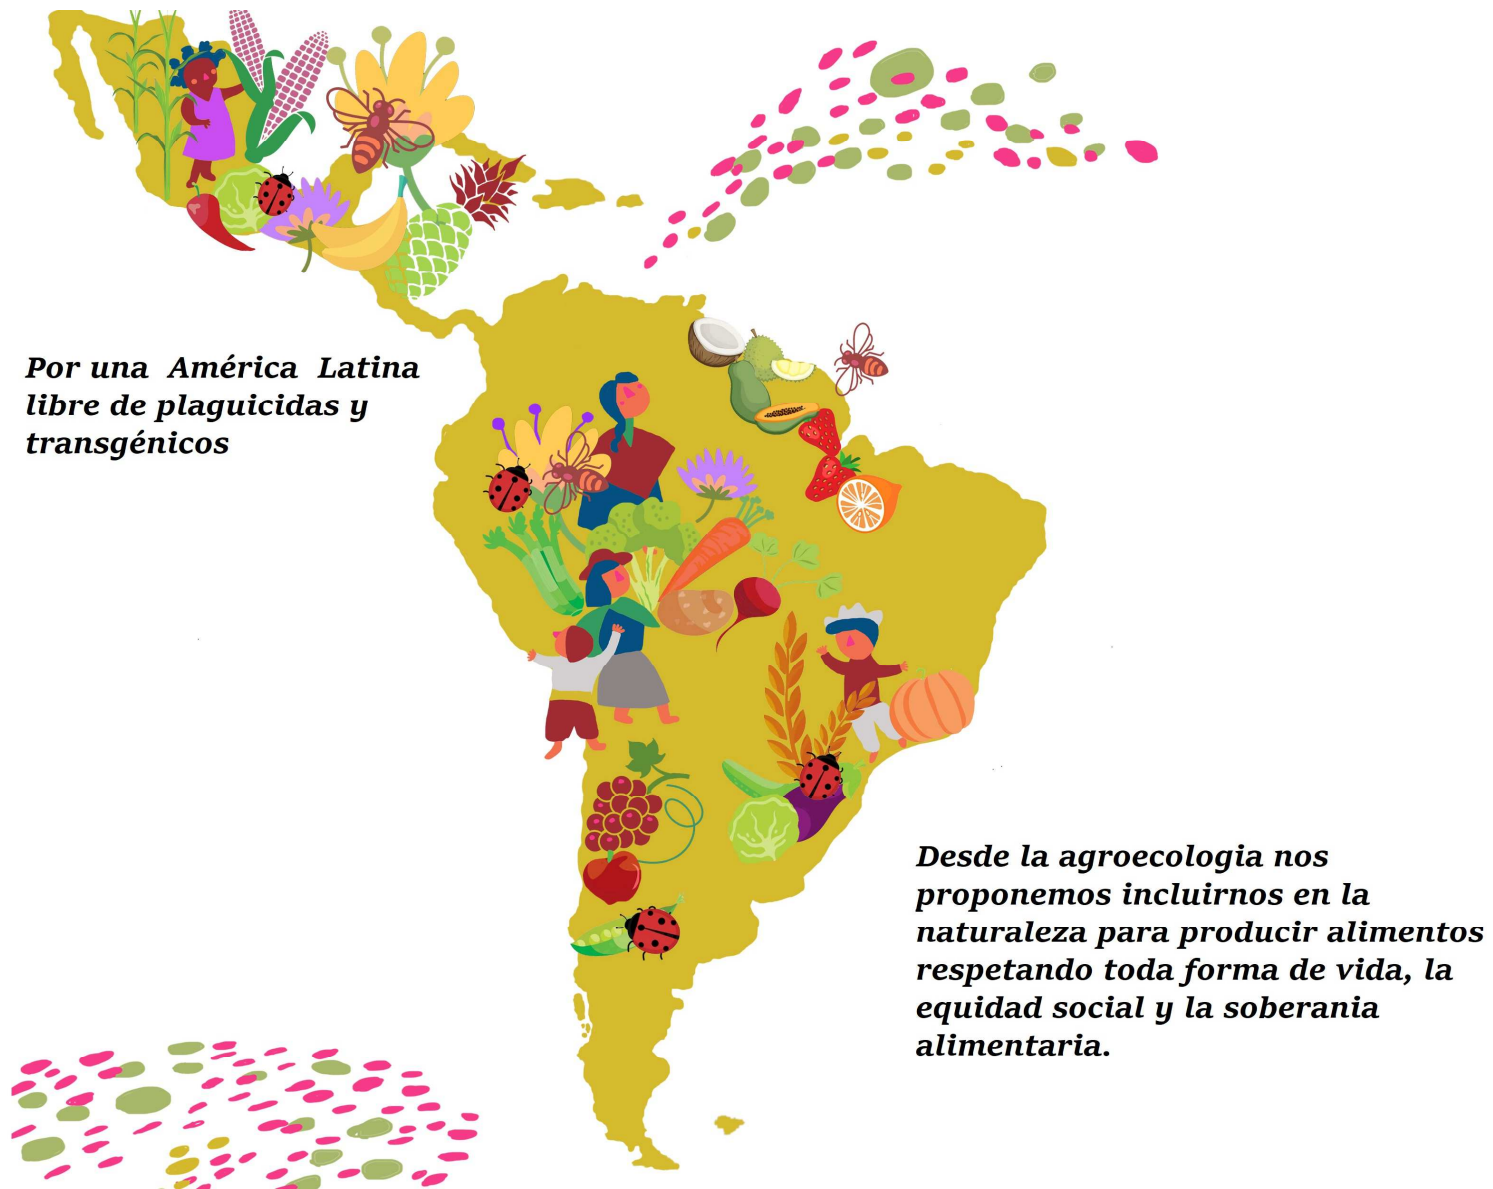 Por una América Latina
libre de plaguicidas y
transgénicos
Desde la agroecologia nos
proponemos incluirnos en la
naturaleza para producir alimentos
respetando toda forma de vida, la
equidad social y la soberania
alimentaria.